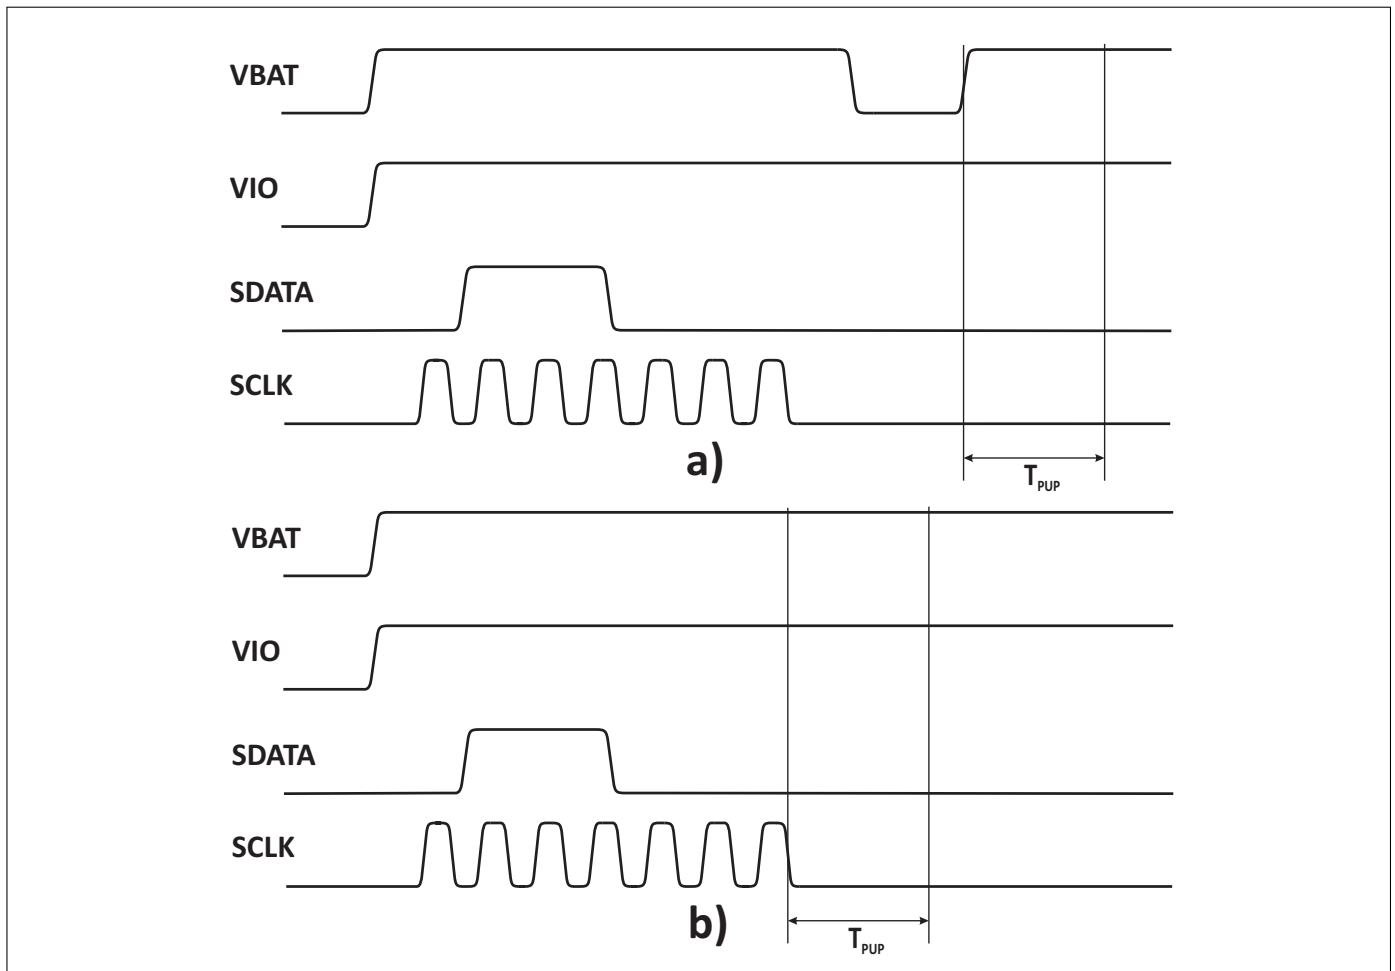 VBAT
VIO
SDATA
SCLK
a)
TPUP
VBAT
VIO
SDATA
SCLK
b)
TPUP